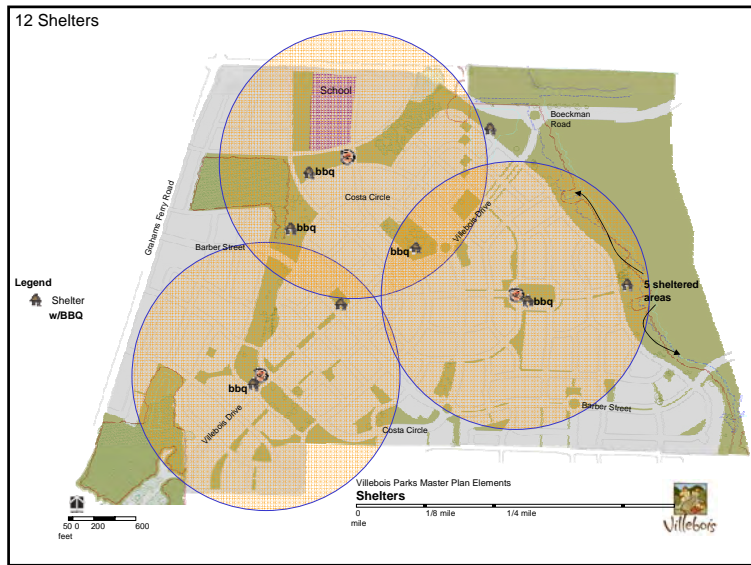 12 Shelters
School
Boeckman
Road
bbq
Costa Circle
Grahams Ferry Road
Villebois Drive
bbq
Barber Street
bbq
Legend
Shelter
w/BBQ
5 sheltered
areas
bbq
bbq
Villebois Drive
Barber Street
Costa Circle
Villebois Parks Master Plan Elements
Shelters
0
mile
1/8 mile
1/4 mile
50 0 200 600
feet
Villebois